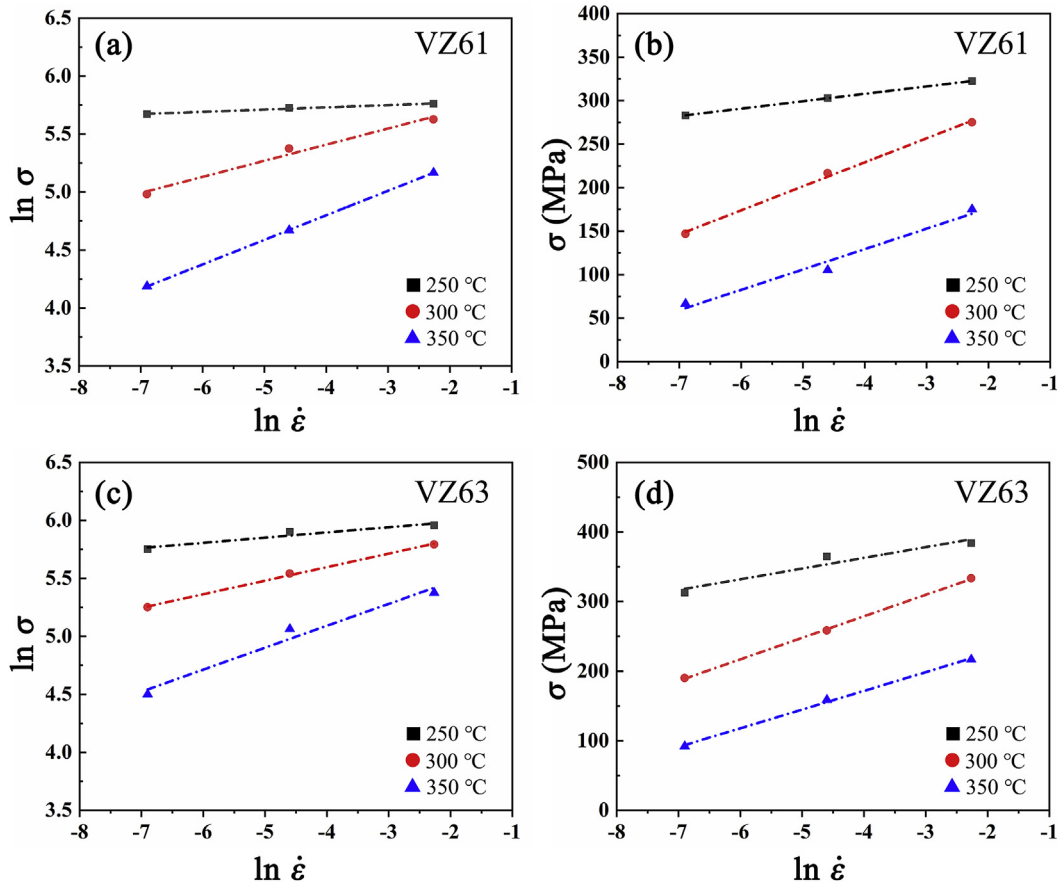 (a) VZ61
ln σ
6.5
6.0
5.5
5.0
4.5
4.0
3.5
250 °C
300 °C
350 °C
-8 -7 -6 -5 -4 -3 -2 -1
ln ε̇
(b) VZ61
σ (MPa)
400
350
300
250
200
150
100
50
0
250 °C
300 °C
350 °C
-8 -7 -6 -5 -4 -3 -2 -1
ln ε̇
(c) VZ63
ln σ
6.5
6.0
5.5
5.0
4.5
4.0
3.5
250 °C
300 °C
350 °C
-8 -7 -6 -5 -4 -3 -2 -1
ln ε̇
(d) VZ63
σ (MPa)
500
400
300
200
100
0
250 °C
300 °C
350 °C
-8 -7 -6 -5 -4 -3 -2 -1
ln ε̇